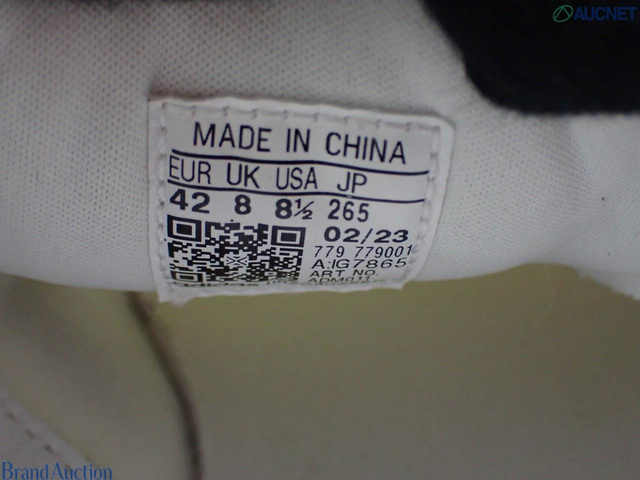 AUCNET
MADE IN CHINA
EUR UK USA JP
42 8 8½ 265
02/23
779 779001
A:IG7865
ART NO
Brand Auction